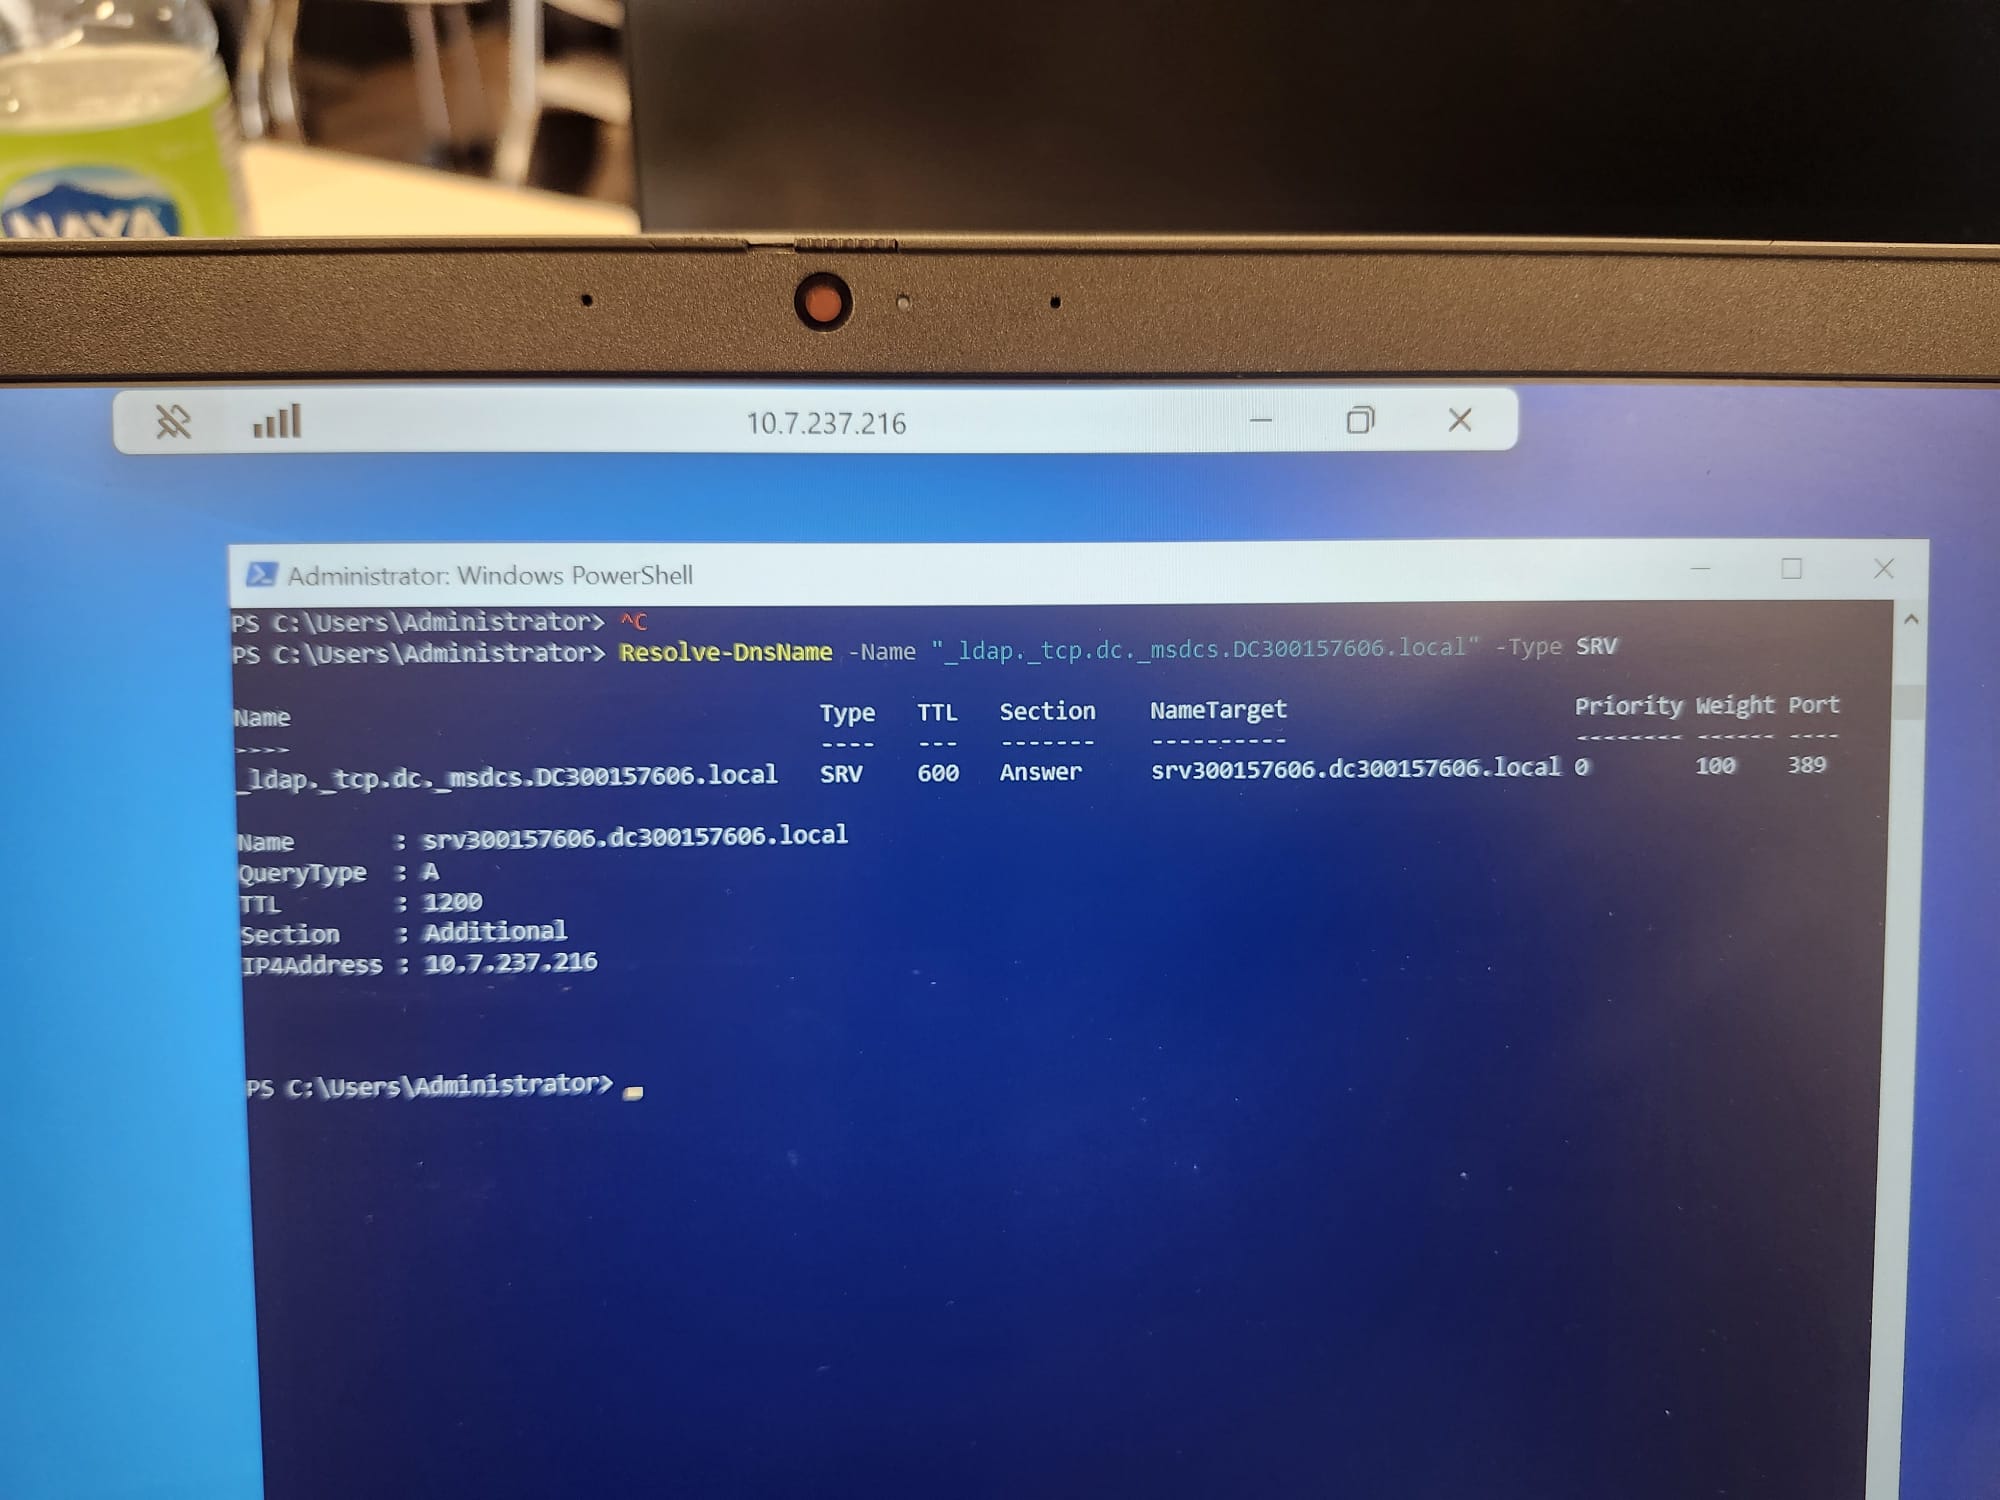 NAYA
10.7.237.216
Administrator: Windows PowerShell
PS C:\Users\Administrator> ^C
PS C:\Users\Administrator> Resolve-DnsName -Name "_ldap._tcp.dc._msdcs.DC300157606.local" -Type SRV
Name Type TTL Section NameTarget Priority Weight Port
---- ---- --- ------- ---------- -------- ------ ----
_ldap._tcp.dc._msdcs.DC300157606.local SRV 600 Answer srv300157606.dc300157606.local 0 100 389
Name : srv300157606.dc300157606.local
QueryType : A
TTL : 1200
Section : Additional
IP4Address : 10.7.237.216
PS C:\Users\Administrator>